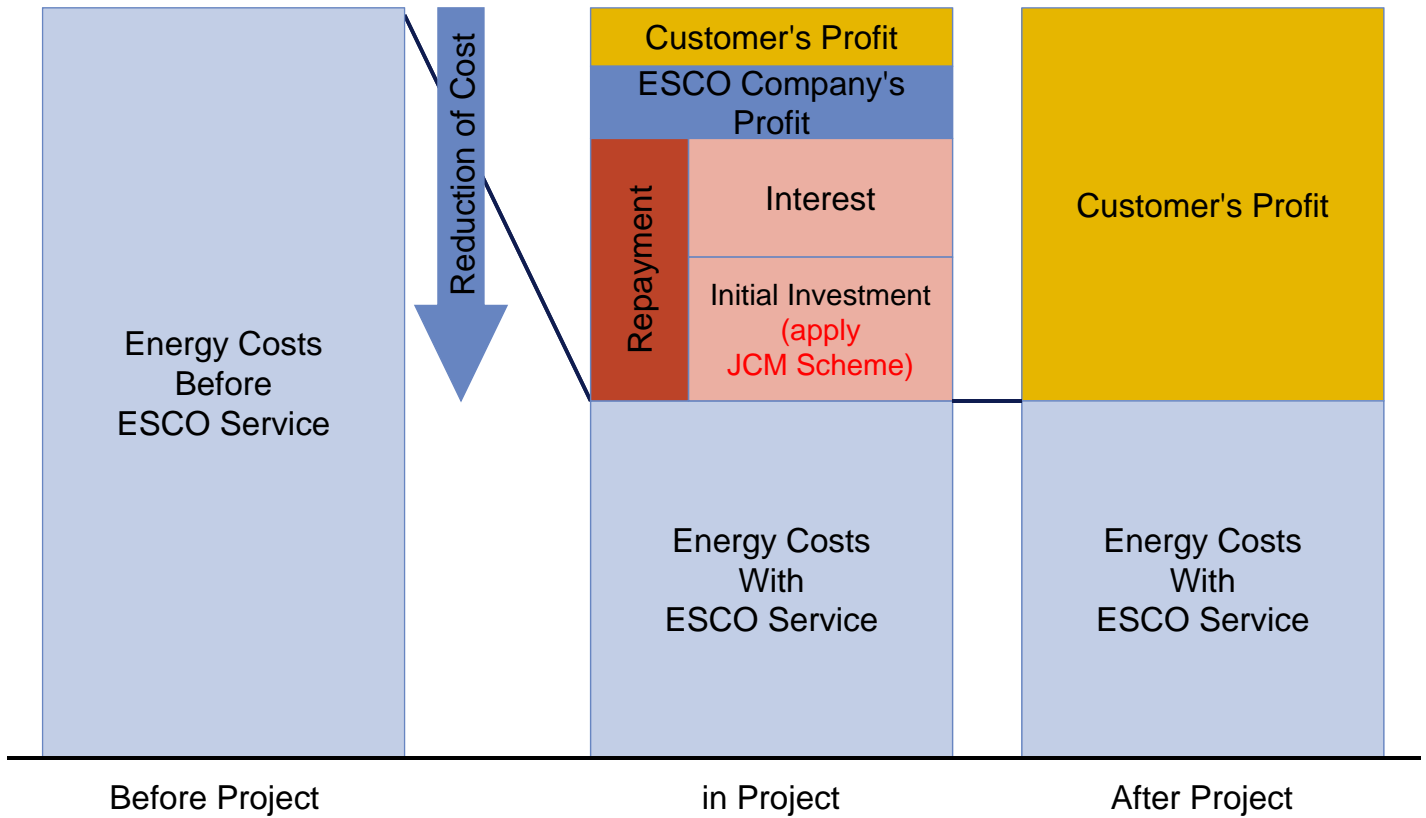 Energy Costs
Before
ESCO Service
Reduction of Cost
Customer's Profit
ESCO Company's
Profit
Repayment
Interest
Initial Investment
(apply
JCM Scheme)
Energy Costs
With
ESCO Service
Customer's Profit
Energy Costs
With
ESCO Service
Before Project
in Project
After Project